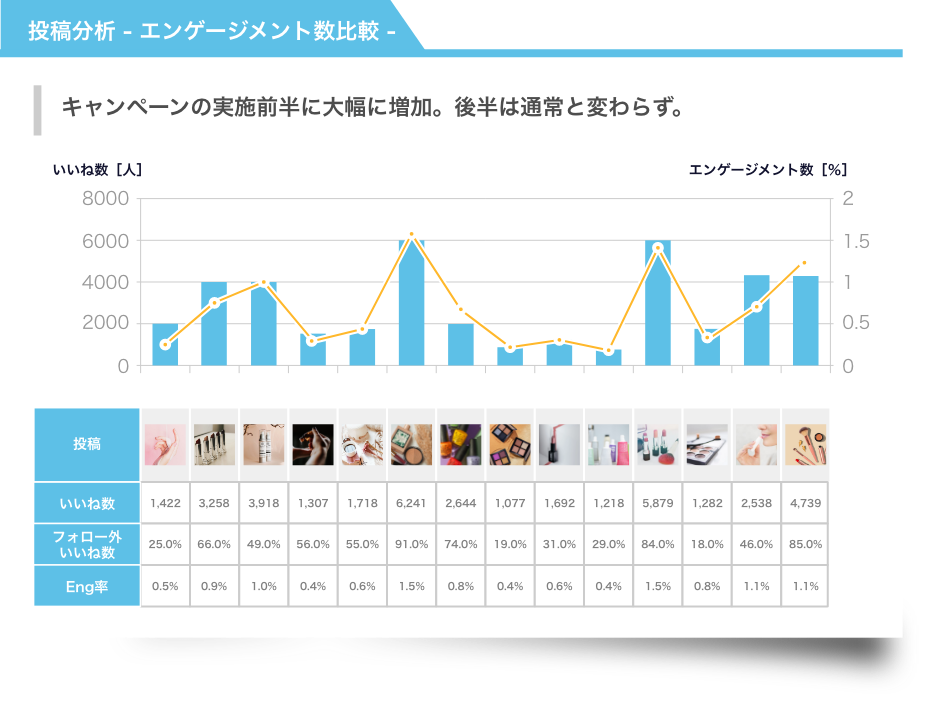 投稿分析 - エンゲージメント数比較 -
キャンペーンの実施前半に大幅に増加。後半は通常と変わらず。
いいね数［人］ エンゲージメント数［%］
8000 2
6000 1.5
4000 1
2000 0.5
0 0
投稿
いいね数 1,422 3,258 3,918 1,307 1,718 6,241 2,644 1,077 1,692 1,218 5,879 1,282 2,538 4,739
フォロー外
いいね数 25.0% 66.0% 49.0% 56.0% 55.0% 91.0% 74.0% 19.0% 31.0% 29.0% 84.0% 18.0% 46.0% 85.0%
Eng率 0.5% 0.9% 1.0% 0.4% 0.6% 1.5% 0.8% 0.4% 0.6% 0.4% 1.5% 0.8% 1.1% 1.1%